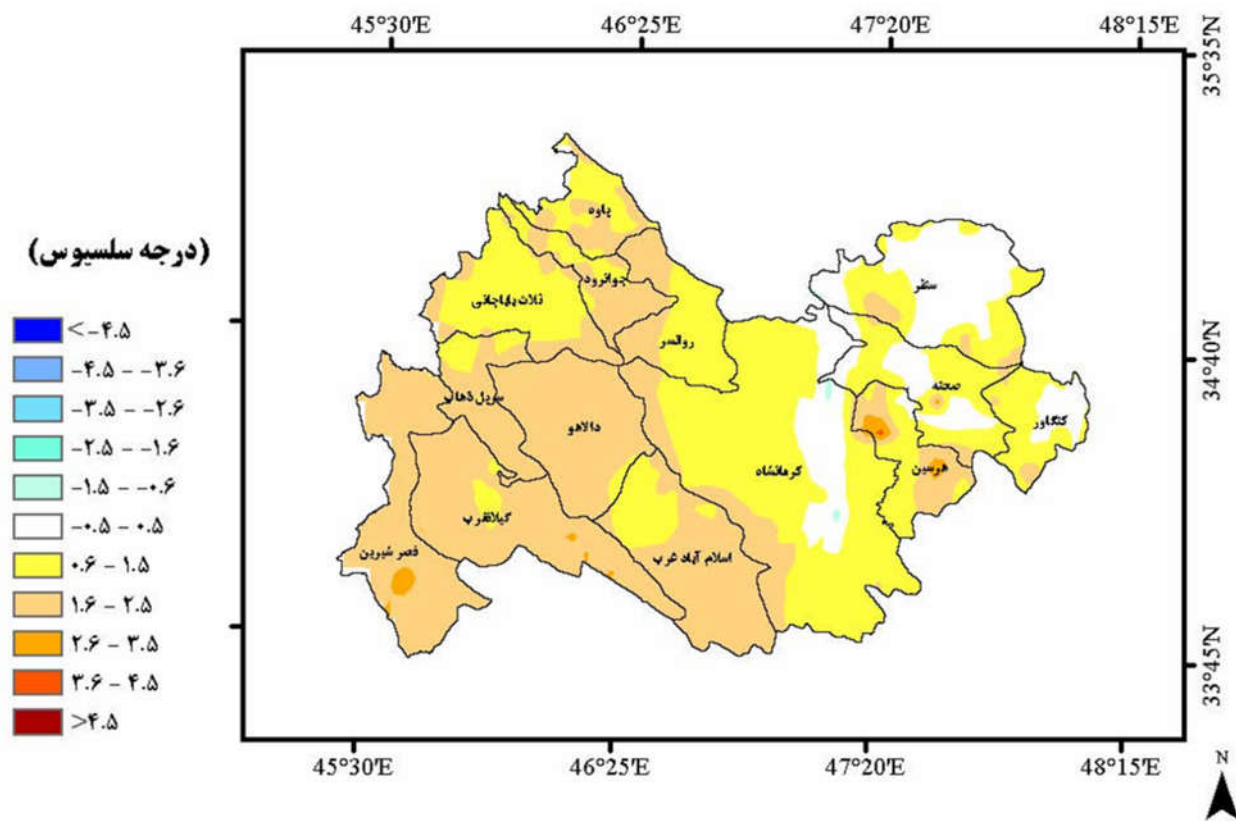 45°30'E 46°25'E 47°20'E 48°15'E
35°35'N
34°40'N
33°45'N
(درجه سلسیوس)
<-۴.۵
-۴.۵ - -۳.۶
-۳.۵ - -۲.۶
-۲.۵ - -۱.۶
-۱.۵ - -۰.۶
-۰.۵ - ۰.۵
۰.۶ - ۱.۵
۱.۶ - ۲.۵
۲.۶ - ۳.۵
۳.۶ - ۴.۵
>۴.۵
پاوه
جوانرود
ثلاث باباجانی
روانسر
سنقر
صحنه
کنگاور
سرپل ذهاب
دالاهو
کرمانشاه
هرسین
گیلانغرب
اسلام آباد غرب
قصر شیرین
45°30'E 46°25'E 47°20'E 48°15'E
N